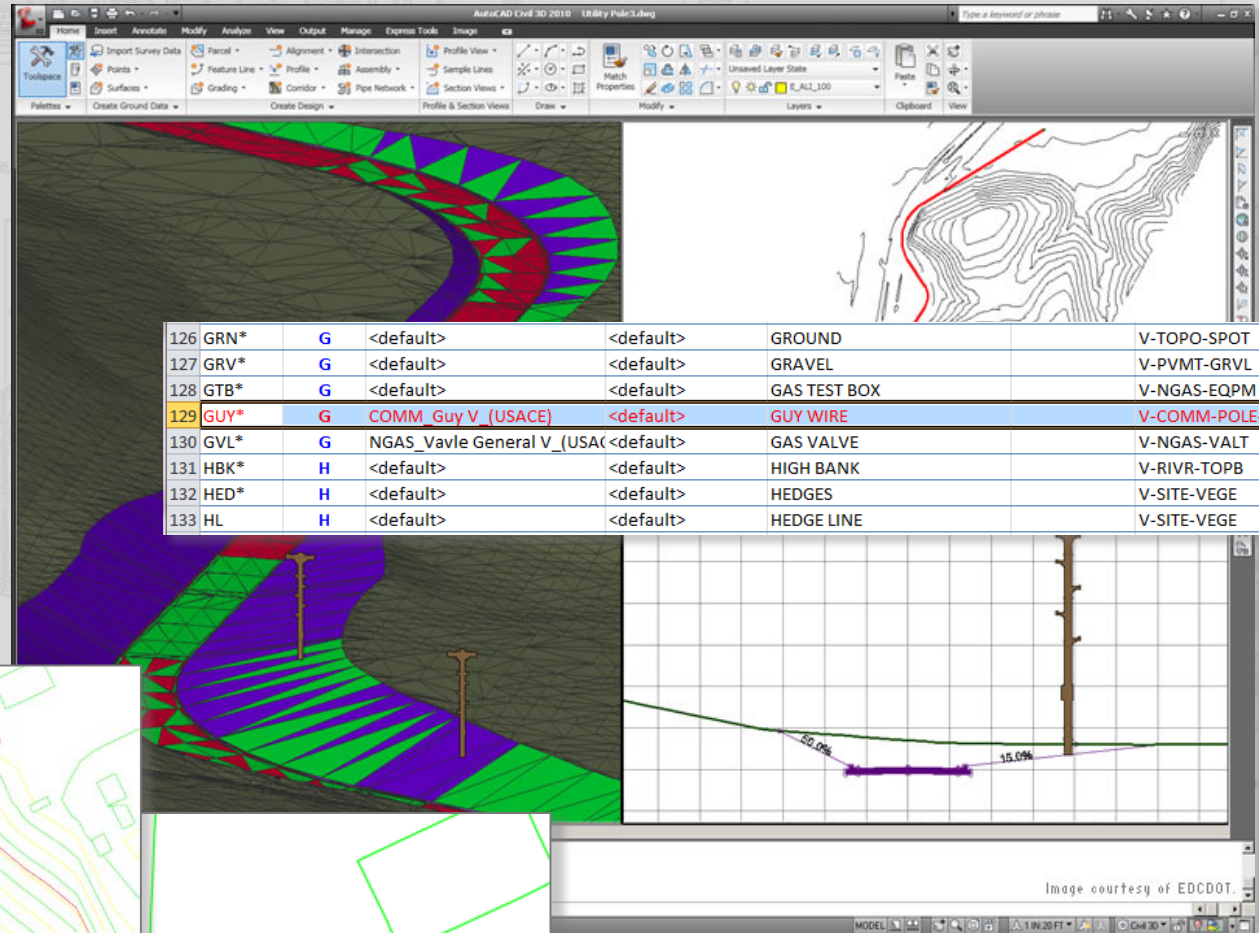 AutoCAD Civil 3D 2010 Utility Pole3.dwg
Type a keyword or phrase
Home Insert Annotate Modify Analyze View Output Manage Express Tools Image
Toolspace
Import Survey Data
Points
Surfaces
Parcel
Feature Line
Grading
Alignment
Profile
Corridor
Intersection
Assembly
Pipe Network
Profile View
Sample Lines
Section Views
Match Properties
Unsaved Layer State
E_ALI_100
Paste
Palettes Create Ground Data Create Design Profile & Section Views Draw Modify Layers Clipboard View
126 GRN* G <default> <default> GROUND V-TOPO-SPOT
127 GRV* G <default> <default> GRAVEL V-PVMT-GRVL
128 GTB* G <default> <default> GAS TEST BOX V-NGAS-EQPM
129 GUY* G COMM_Guy V_(USACE) <default> GUY WIRE V-COMM-POLE-
130 GVL* G NGAS_Vavle General V_(USAC <default> GAS VALVE V-NGAS-VALT
131 HBK* H <default> <default> HIGH BANK V-RIVR-TOPB
132 HED* H <default> <default> HEDGES V-SITE-VEGE
133 HL H <default> <default> HEDGE LINE V-SITE-VEGE
50.0%
15.0%
Image courtesy of EDCDOT.
MODEL 1 IN:20 FT Civil 3D